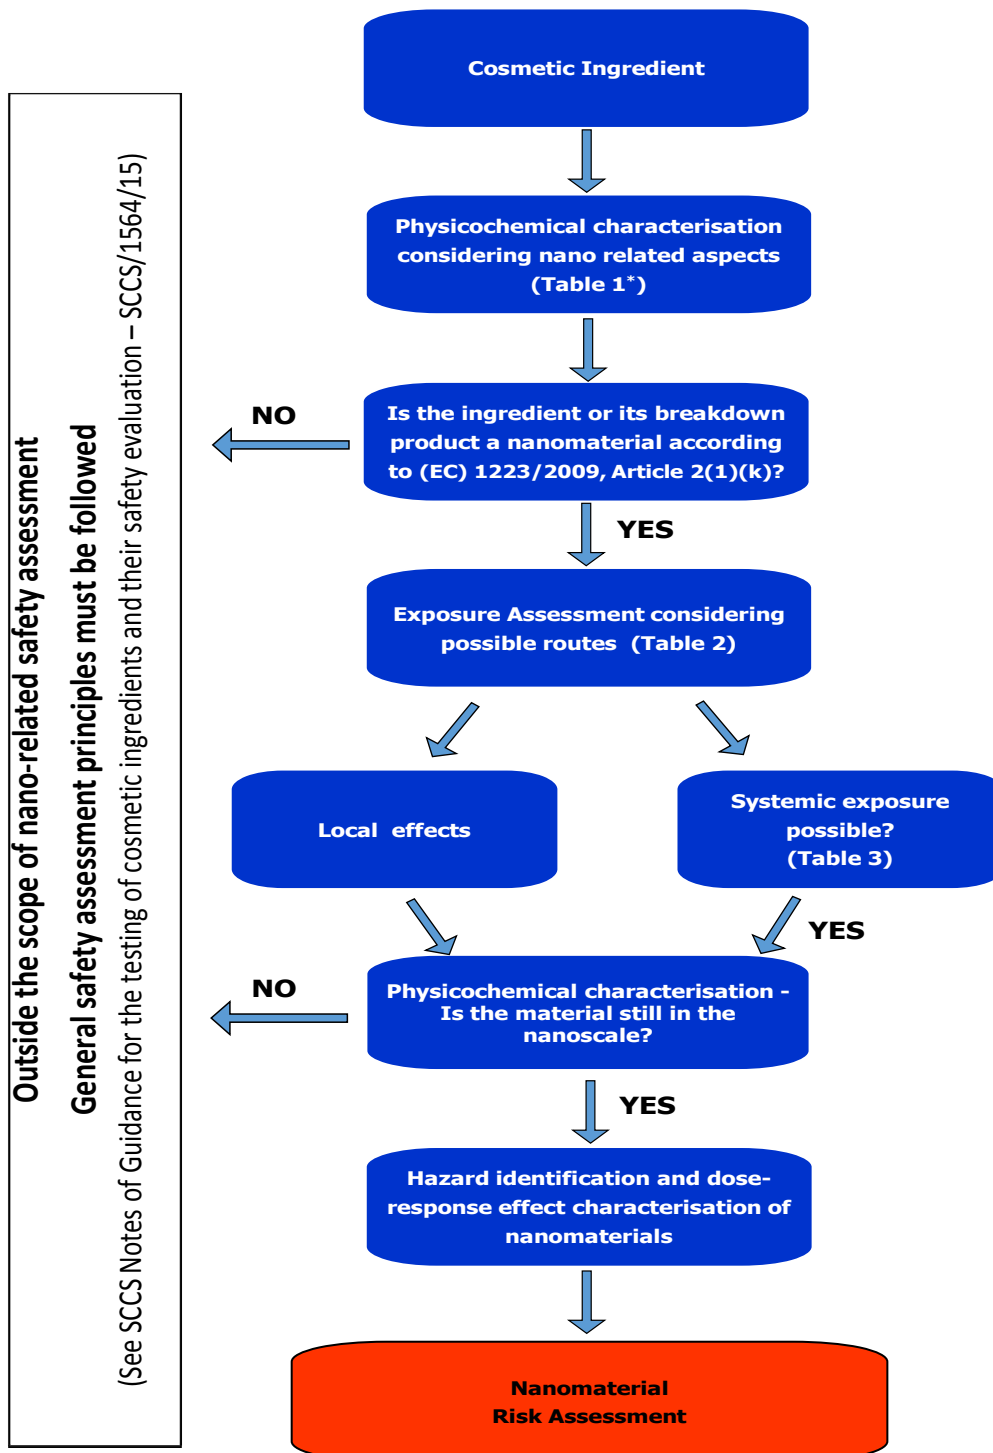 Cosmetic Ingredient
Physicochemical characterisation
considering nano related aspects
(Table 1*)
NO
Is the ingredient or its breakdown
product a nanomaterial according
to (EC) 1223/2009, Article 2(1)(k)?
YES
Exposure Assessment considering
possible routes (Table 2)
Local effects
Systemic exposure
possible?
(Table 3)
YES
NO
Physicochemical characterisation -
Is the material still in the
nanoscale?
YES
Hazard identification and dose-
response effect characterisation of
nanomaterials
Nanomaterial
Risk Assessment
Outside the scope of nano-related safety assessment
General safety assessment principles must be followed
(See SCCS Notes of Guidance for the testing of cosmetic ingredients and their safety evaluation – SCCS/1564/15)